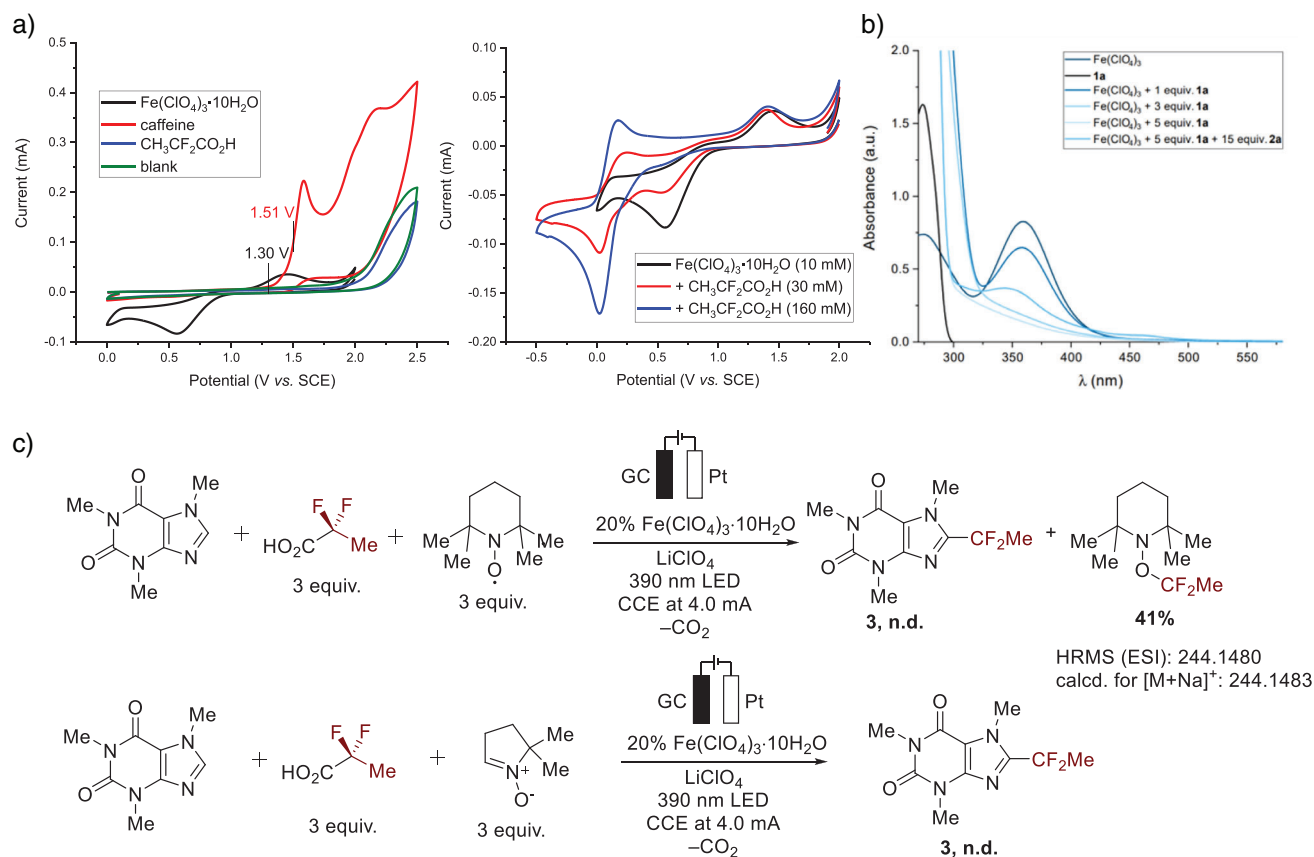 a)
Current (mA)
0.5
0.4
0.3
0.2
0.1
0.0
-0.1
Fe(ClO₄)₃▪10H₂O
caffeine
CH₃CF₂CO₂H
blank
1.51 V
1.30 V
0.0 0.5 1.0 1.5 2.0 2.5
Potential (V vs. SCE)
Current (mA)
0.10
0.05
0.00
-0.05
-0.10
-0.15
-0.20
Fe(ClO₄)₃▪10H₂O (10 mM)
+ CH₃CF₂CO₂H (30 mM)
+ CH₃CF₂CO₂H (160 mM)
-0.5 0.0 0.5 1.0 1.5 2.0
Potential (V vs. SCE)
b)
Absorbance (a.u.)
2.0
1.5
1.0
0.5
0.0
Fe(ClO₄)₃
1a
Fe(ClO₄)₃ + 1 equiv. 1a
Fe(ClO₄)₃ + 3 equiv. 1a
Fe(ClO₄)₃ + 5 equiv. 1a
Fe(ClO₄)₃ + 5 equiv. 1a + 15 equiv. 2a
300 350 400 450 500 550
λ (nm)
c)
O Me
Me N N
O N N
Me
+
F F
HO₂C Me
3 equiv.
+
Me Me
Me N Me
O•
3 equiv.
GC Pt
20% Fe(ClO₄)₃·10H₂O
LiClO₄
390 nm LED
CCE at 4.0 mA
–CO₂
O Me
Me N N
CF₂Me
O N N
Me
3, n.d.
+
Me Me
Me N Me
O CF₂Me
41%
HRMS (ESI): 244.1480
calcd. for [M+Na]⁺: 244.1483
O Me
Me N N
O N N
Me
+
F F
HO₂C Me
3 equiv.
+
Me
N⁺ Me
O⁻
3 equiv.
GC Pt
20% Fe(ClO₄)₃·10H₂O
LiClO₄
390 nm LED
CCE at 4.0 mA
–CO₂
O Me
Me N N
CF₂Me
O N N
Me
3, n.d.